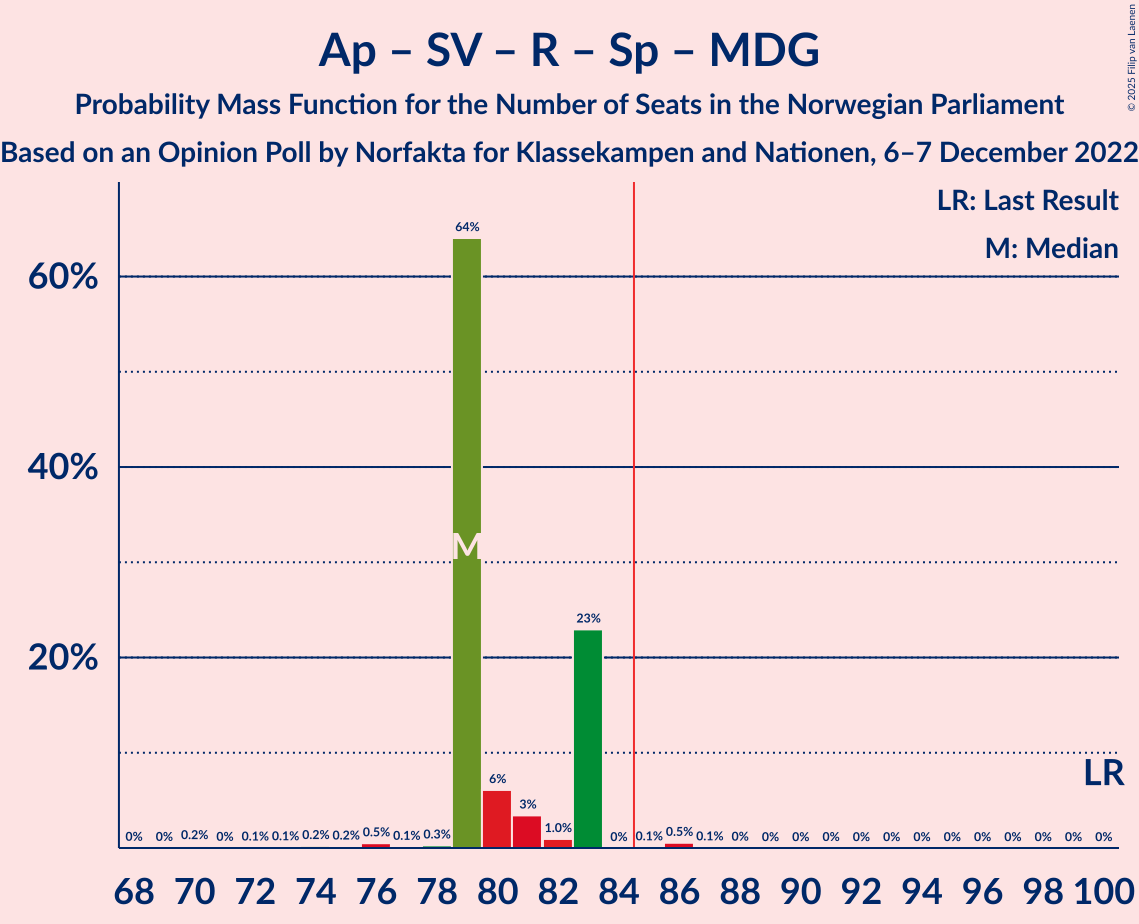 Ap – SV – R – Sp – MDG
Probability Mass Function for the Number of Seats in the Norwegian Parliament
Based on an Opinion Poll by Norfakta for Klassekampen and Nationen, 6–7 December 2022
© 2025 Filip van Laenen
LR: Last Result
M: Median
60%
40%
20%
64%
M
23%
6%
3%
LR
0% 0% 0.2% 0% 0.1% 0.1% 0.2% 0.2% 0.5% 0.1% 0.3% 1.0% 0% 0.1% 0.5% 0.1% 0% 0% 0% 0% 0% 0% 0% 0% 0% 0% 0% 0% 0%
68 70 72 74 76 78 80 82 84 86 88 90 92 94 96 98 100